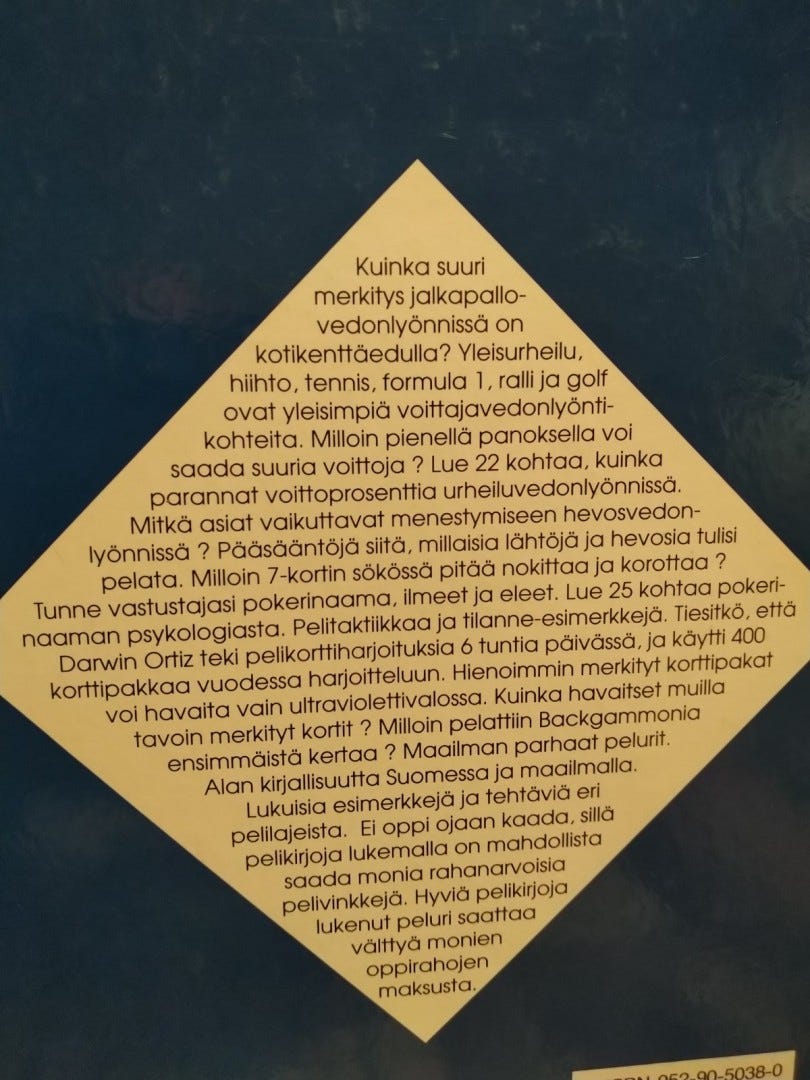 Kuinka suuri
merkitys jalkapallo-
vedonlyönnissä on
kotikenttäedulla? Yleisurheilu,
hiihto, tennis, formula 1, ralli ja golf
ovat yleisimpiä voittajavedonlyönti-
kohteita. Milloin pienellä panoksella voi
saada suuria voittoja ? Lue 22 kohtaa, kuinka
parannat voittoprosenttia urheiluvedonlyönnissä.
Mitkä asiat vaikuttavat menestymiseen hevosvedon-
lyönnissä ? Pääsääntöjä siitä, millaisia lähtöjä ja hevosia tulisi
pelata. Milloin 7-kortin sökössä pitää nokittaa ja korottaa ?
Tunne vastustajasi pokerinaama, ilmeet ja eleet. Lue 25 kohtaa pokeri-
naaman psykologiasta. Pelitaktiikkaa ja tilanne-esimerkkejä. Tiesitkö, että
Darwin Ortiz teki pelikorttiharjoituksia 6 tuntia päivässä, ja käytti 400
korttipakkaa vuodessa harjoitteluun. Hienoimmin merkityt korttipakat
voi havaita vain ultraviolettivalossa. Kuinka havaitset muilla
tavoin merkityt kortit ? Milloin pelattiin Backgammonia
ensimmäistä kertaa ? Maailman parhaat pelurit.
Alan kirjallisuutta Suomessa ja maailmalla.
Lukuisia esimerkkejä ja tehtäviä eri
pelilajeista. Ei oppi ojaan kaada, sillä
pelikirjoja lukemalla on mahdollista
saada monia rahanarvoisia
pelivinkkejä. Hyviä pelikirjoja
lukenut peluri saattaa
välttyä monien
oppirahojen
maksusta.
952-90-5038-0